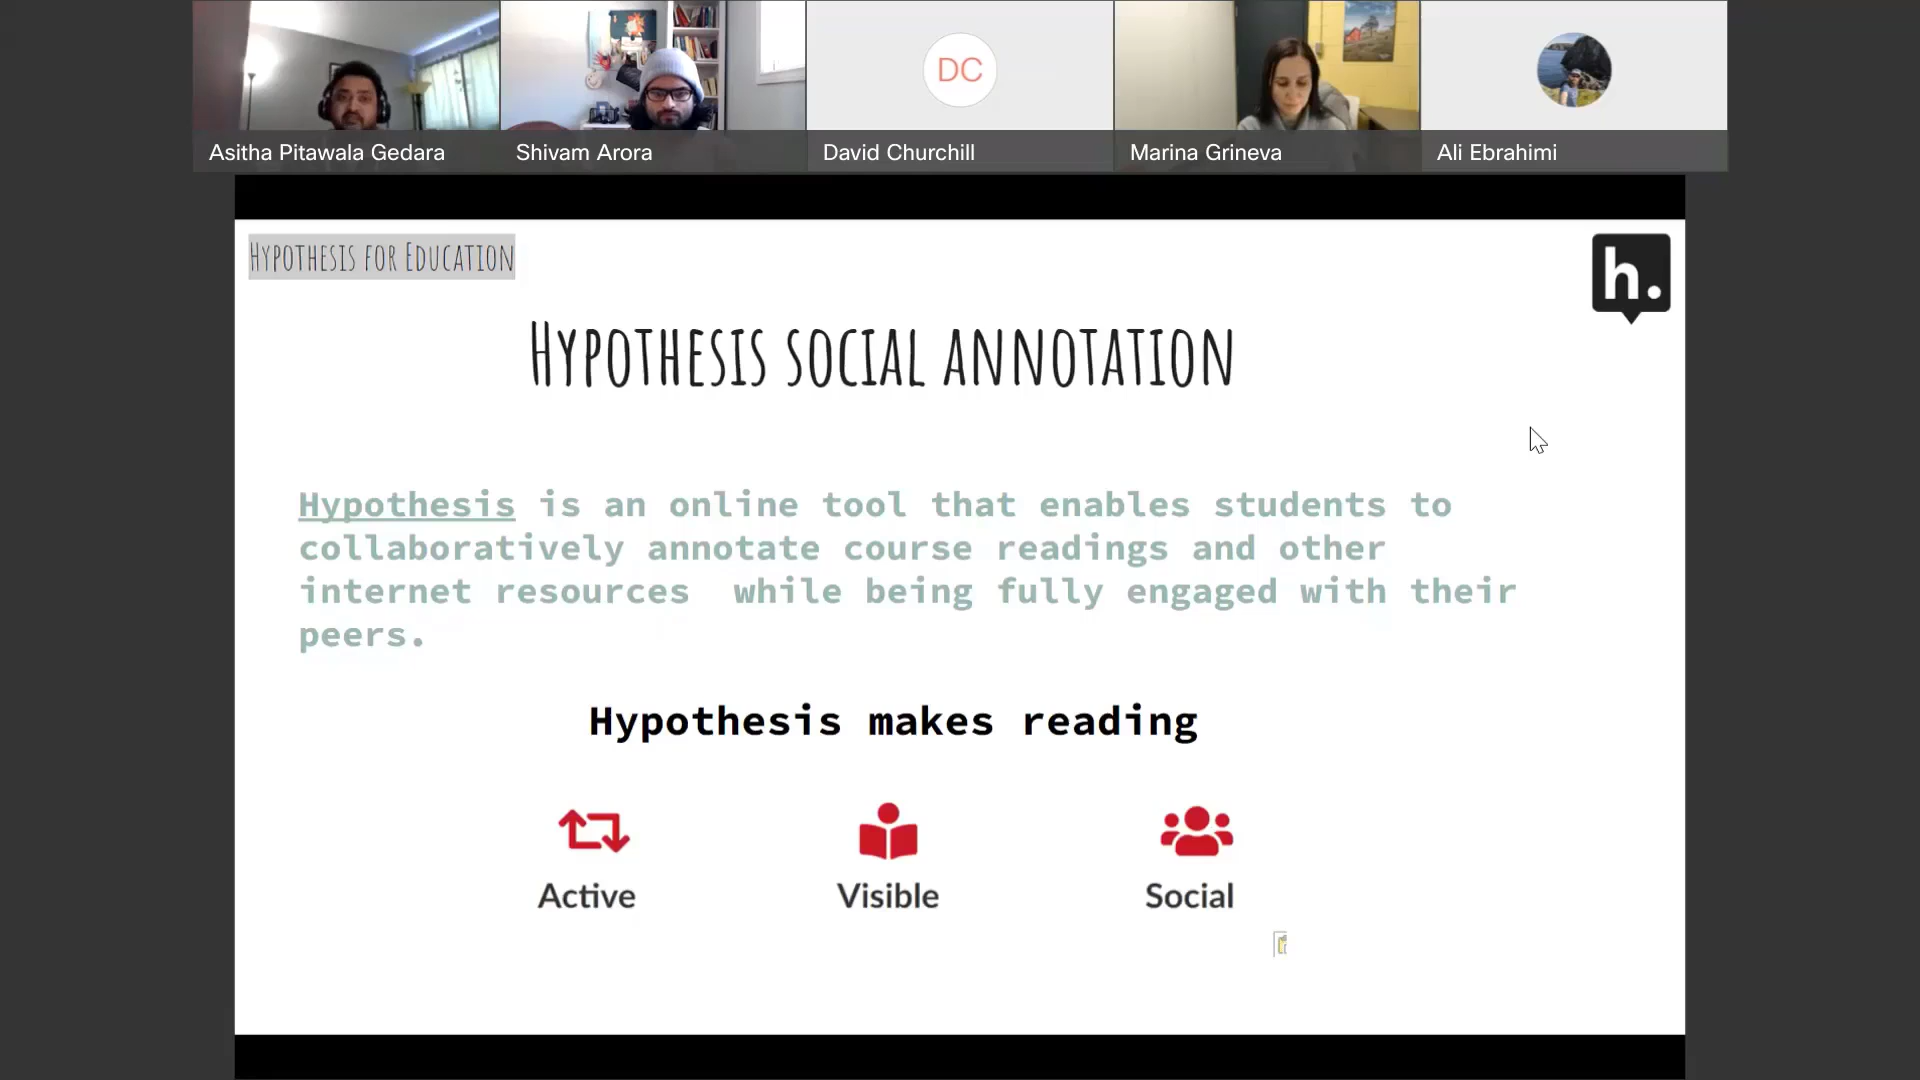 Asitha Pitawala Gedara
Shivam Arora
DC
David Churchill
Marina Grineva
Ali Ebrahimi
Hypothesis for Education
h.
Hypothesis social annotation
Hypothesis is an online tool that enables students to
collaboratively annotate course readings and other
internet resources  while being fully engaged with their
peers.
Hypothesis makes reading
Active
Visible
Social